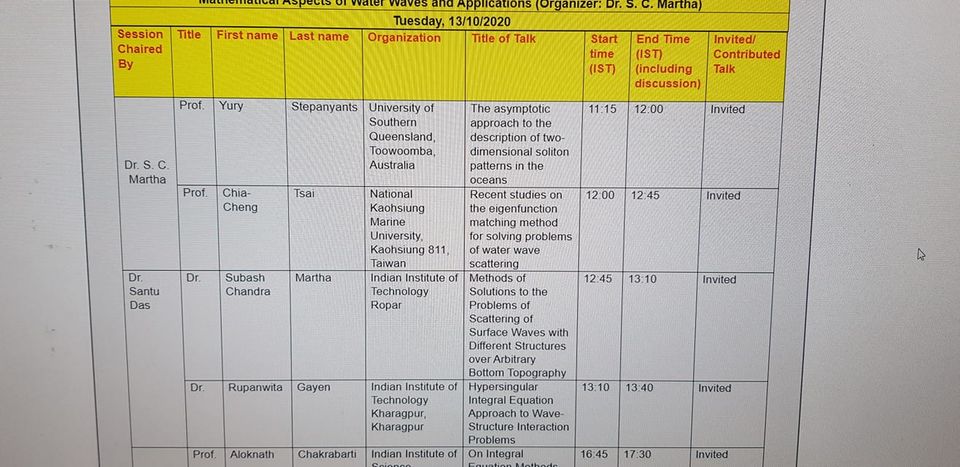 Mathematical Aspects of Water Waves and Applications (Organizer: Dr. S. C. Martha)
Tuesday, 13/10/2020
Session Chaired By | Title | First name | Last name | Organization | Title of Talk | Start time (IST) | End Time (IST) (including discussion) | Invited/ Contributed Talk
Dr. S. C. Martha | Prof. | Yury | Stepanyants | University of Southern Queensland, Toowoomba, Australia | The asymptotic approach to the description of two-dimensional soliton patterns in the oceans | 11:15 | 12:00 | Invited
Prof. | Chia-Cheng | Tsai | National Kaohsiung Marine University, Kaohsiung 811, Taiwan | Recent studies on the eigenfunction matching method for solving problems of water wave scattering | 12:00 | 12:45 | Invited
Dr. Santu Das | Dr. | Subash Chandra | Martha | Indian Institute of Technology Ropar | Methods of Solutions to the Problems of Scattering of Surface Waves with Different Structures over Arbitrary Bottom Topography | 12:45 | 13:10 | Invited
Dr. | Rupanwita | Gayen | Indian Institute of Technology Kharagpur, Kharagpur | Hypersingular Integral Equation Approach to Wave-Structure Interaction Problems | 13:10 | 13:40 | Invited
Prof. | Aloknath | Chakrabarti | Indian Institute of Science | On Integral Equation Methods | 16:45 | 17:30 | Invited